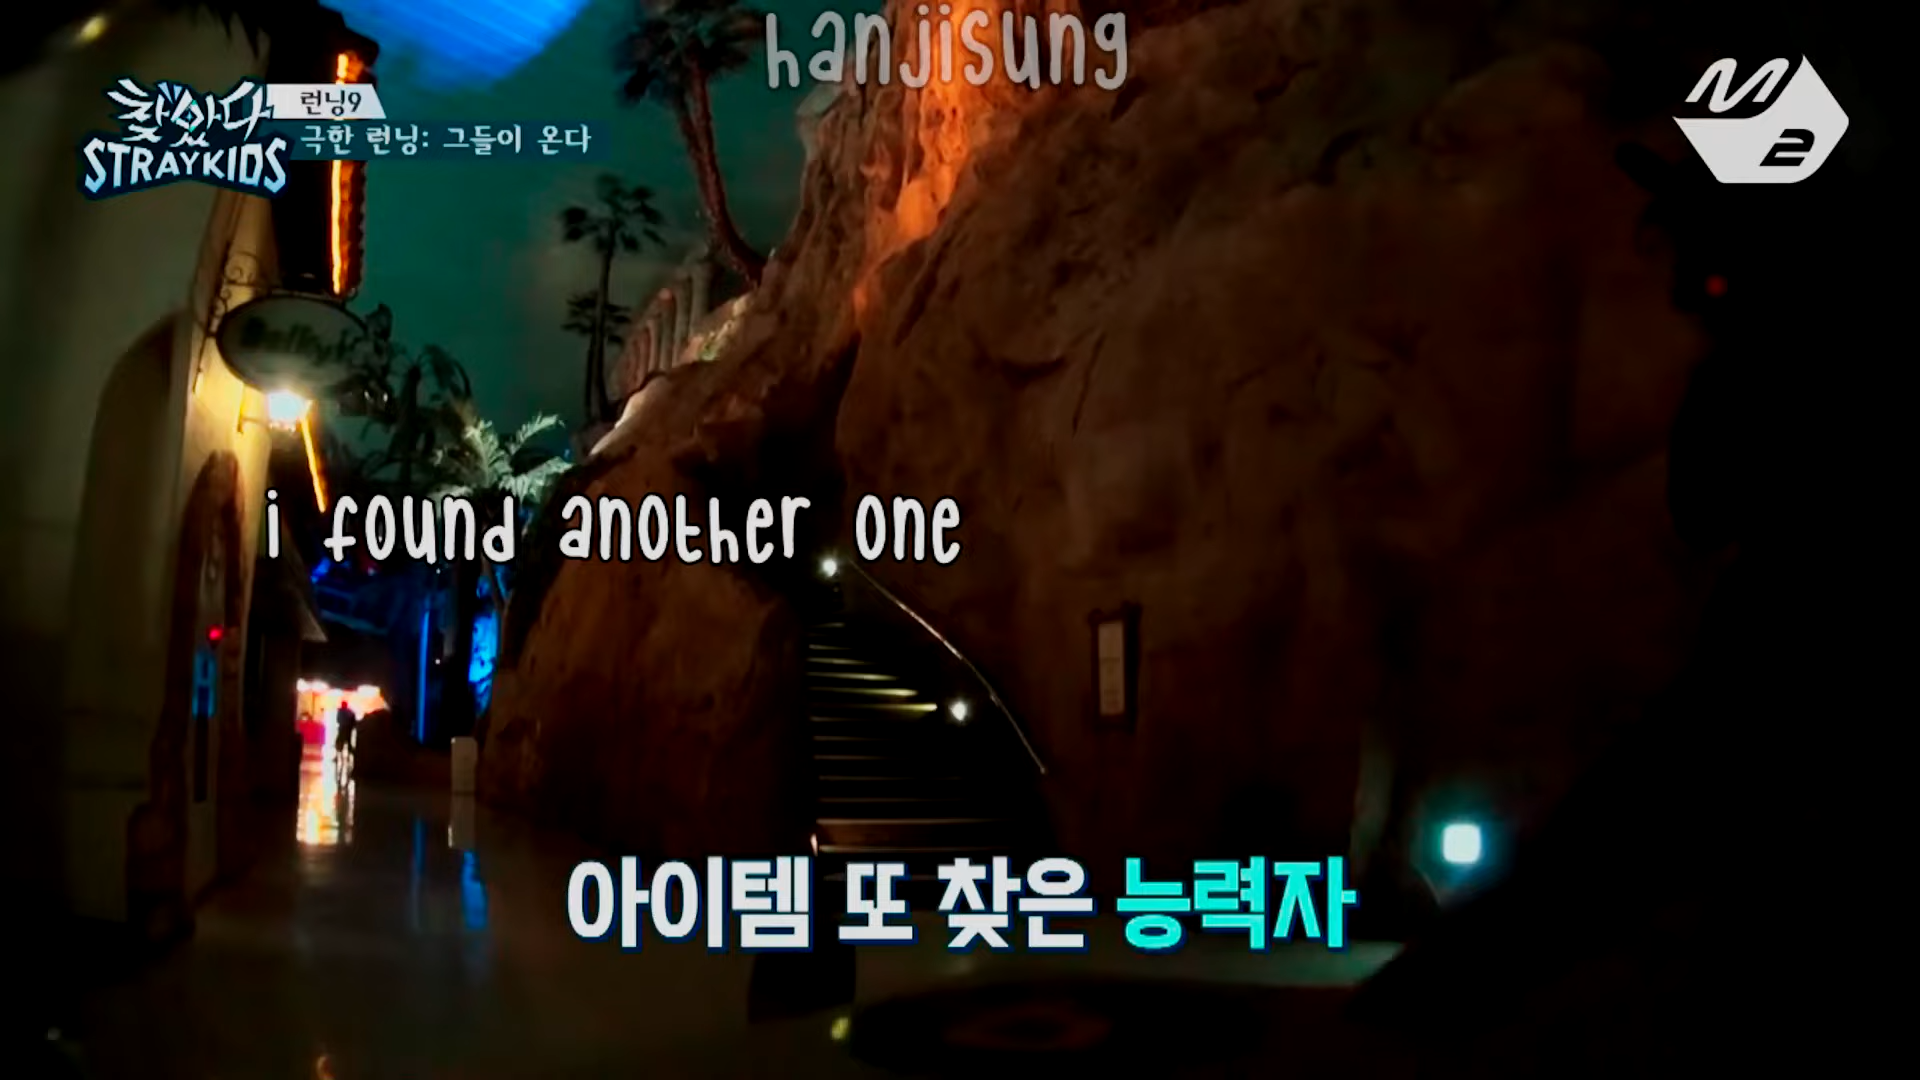 hanjisung
찾았다
STRAYKIDS
런닝9
극한 런닝: 그들이 온다
M2
i found another one
아이템 또 찾은 능력자